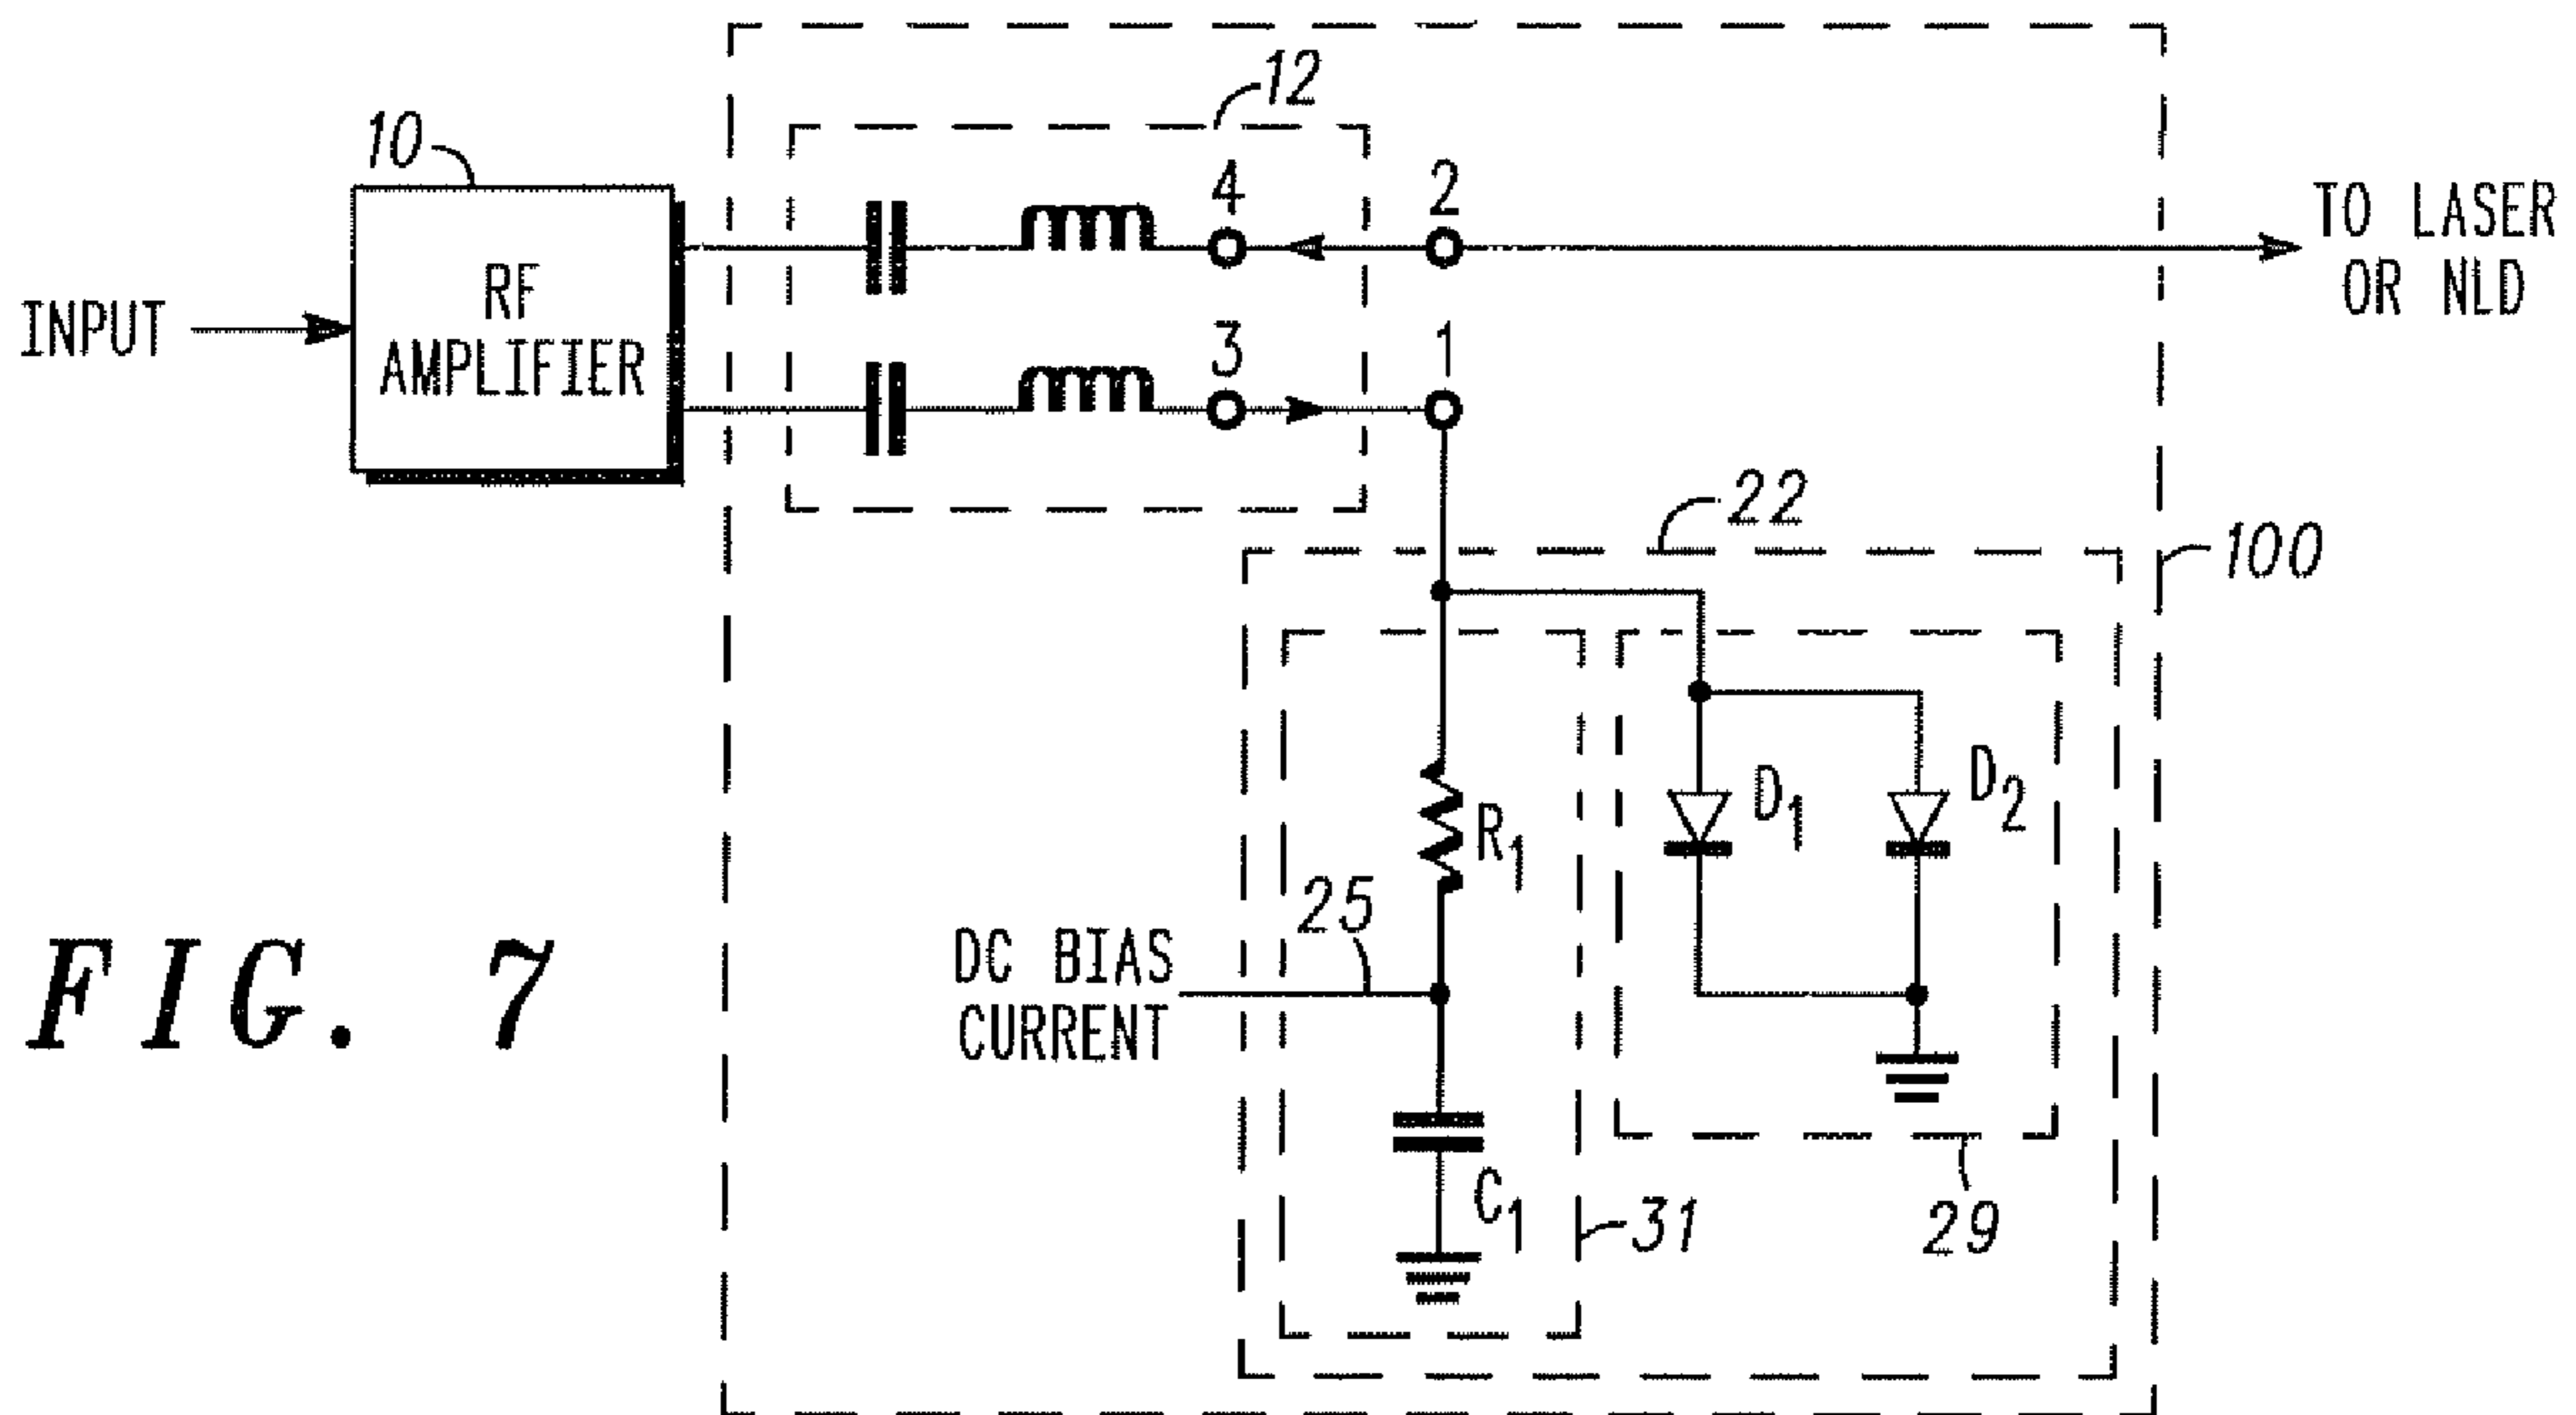 12
10
4
2
TO LASER
OR NLD
RF
AMPLIFIER
INPUT
3
1
22
100
D1
D2
R1
25
DC BIAS
CURRENT
FIG. 7
C1
31
29